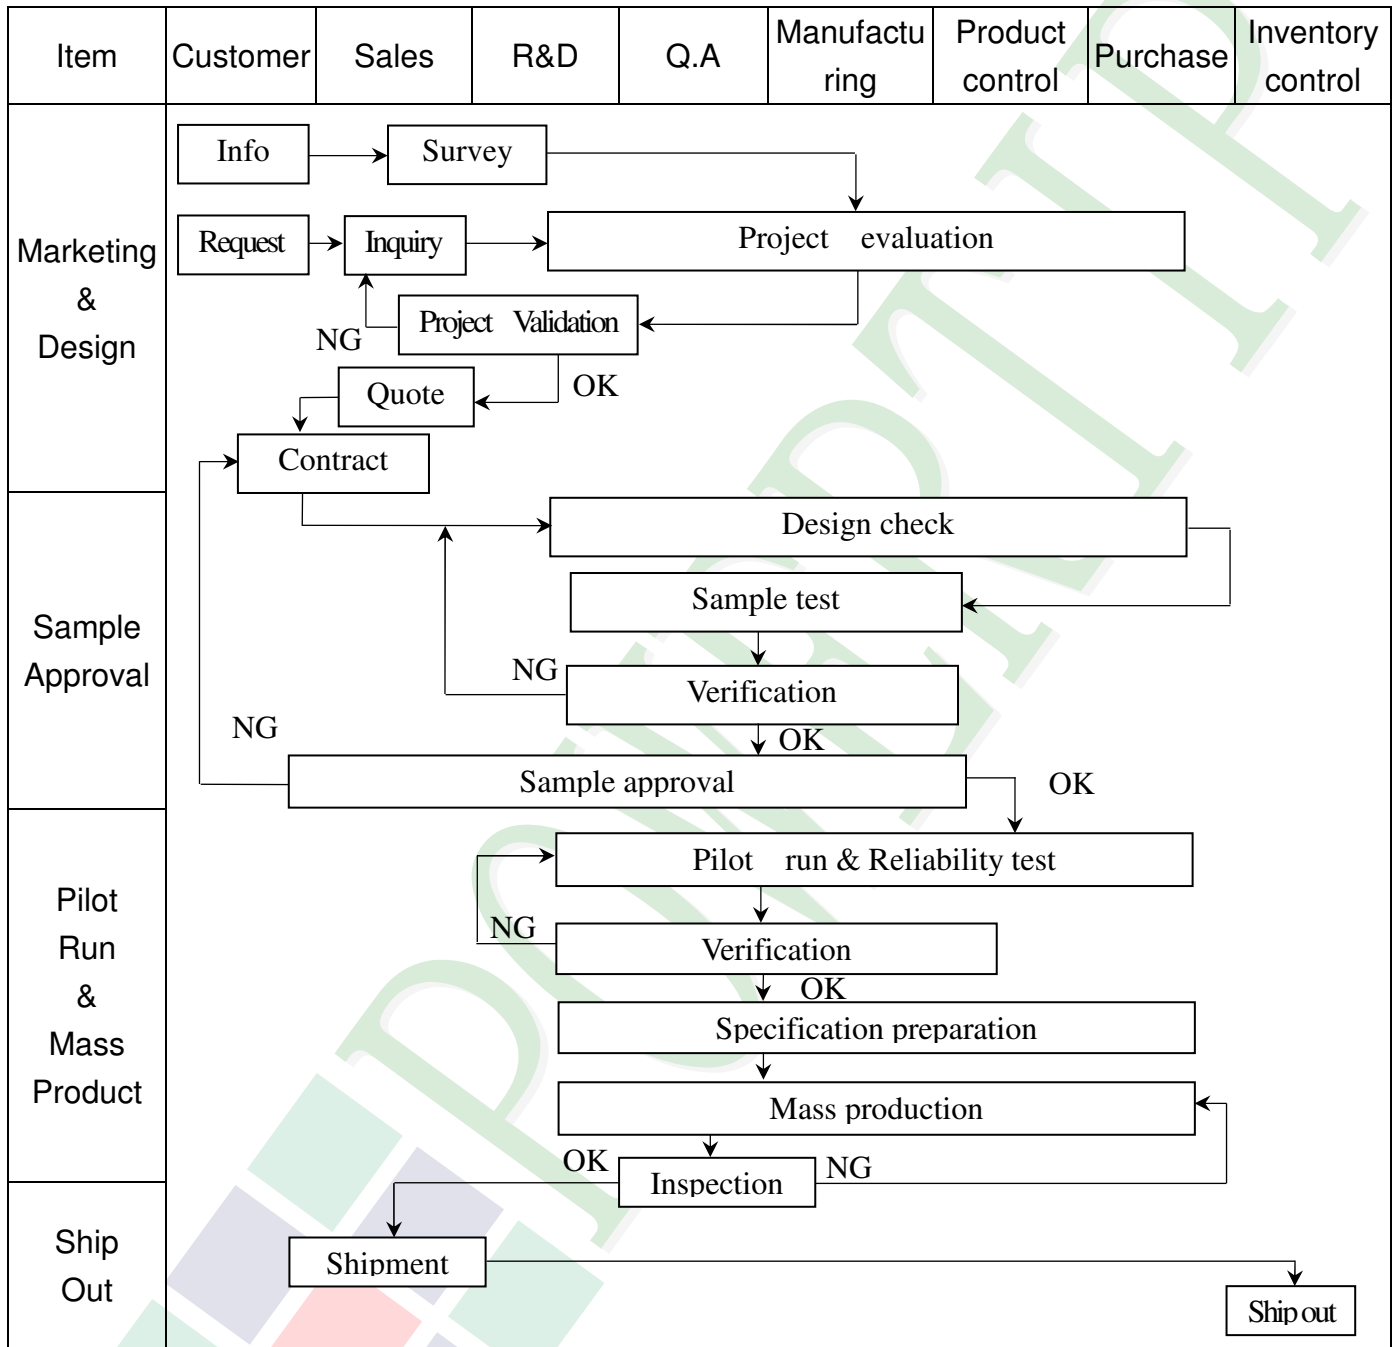 Item
Customer
Sales
R&D
Q.A
Manufactu
ring
Product
control
Purchase
Inventory
control
Marketing
&
Design
Info
Survey
Request
Inquiry
Project evaluation
Project Validation
NG
OK
Quote
Contract
Sample
Approval
Design check
Sample test
NG
Verification
NG
OK
Sample approval
OK
Pilot
Run
&
Mass
Product
Pilot run & Reliability test
NG
Verification
OK
Specification preparation
Mass production
OK
Inspection
NG
Ship
Out
Shipment
Ship out
POWERTIP